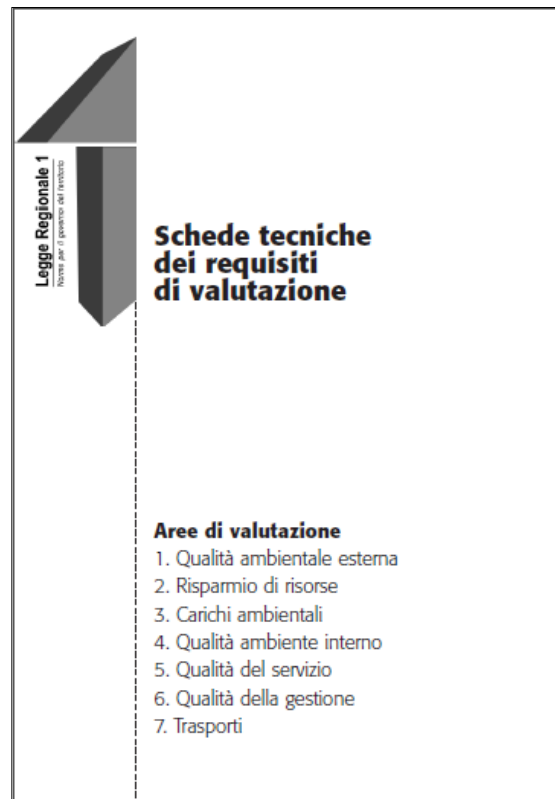 Legge Regionale 1
Norme per il governo del territorio
Schede tecniche
dei requisiti
di valutazione
Aree di valutazione
1. Qualità ambientale esterna
2. Risparmio di risorse
3. Carichi ambientali
4. Qualità ambiente interno
5. Qualità del servizio
6. Qualità della gestione
7. Trasporti